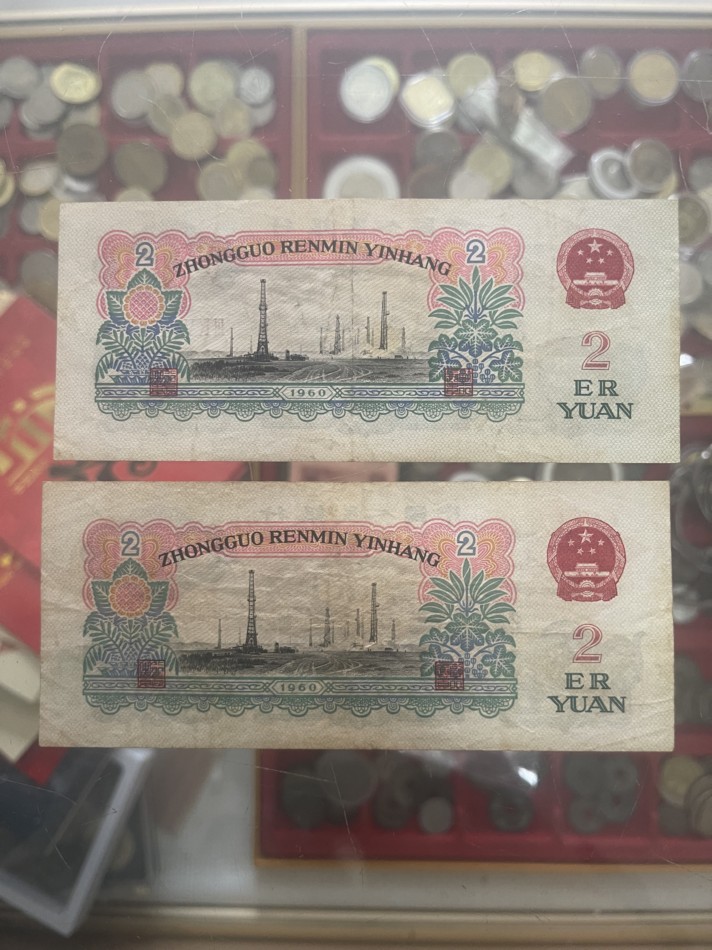 2 ZHONGGUO RENMIN YINHANG 2
2
ER
YUAN
1960
2 ZHONGGUO RENMIN YINHANG 2
2
ER
YUAN
1960